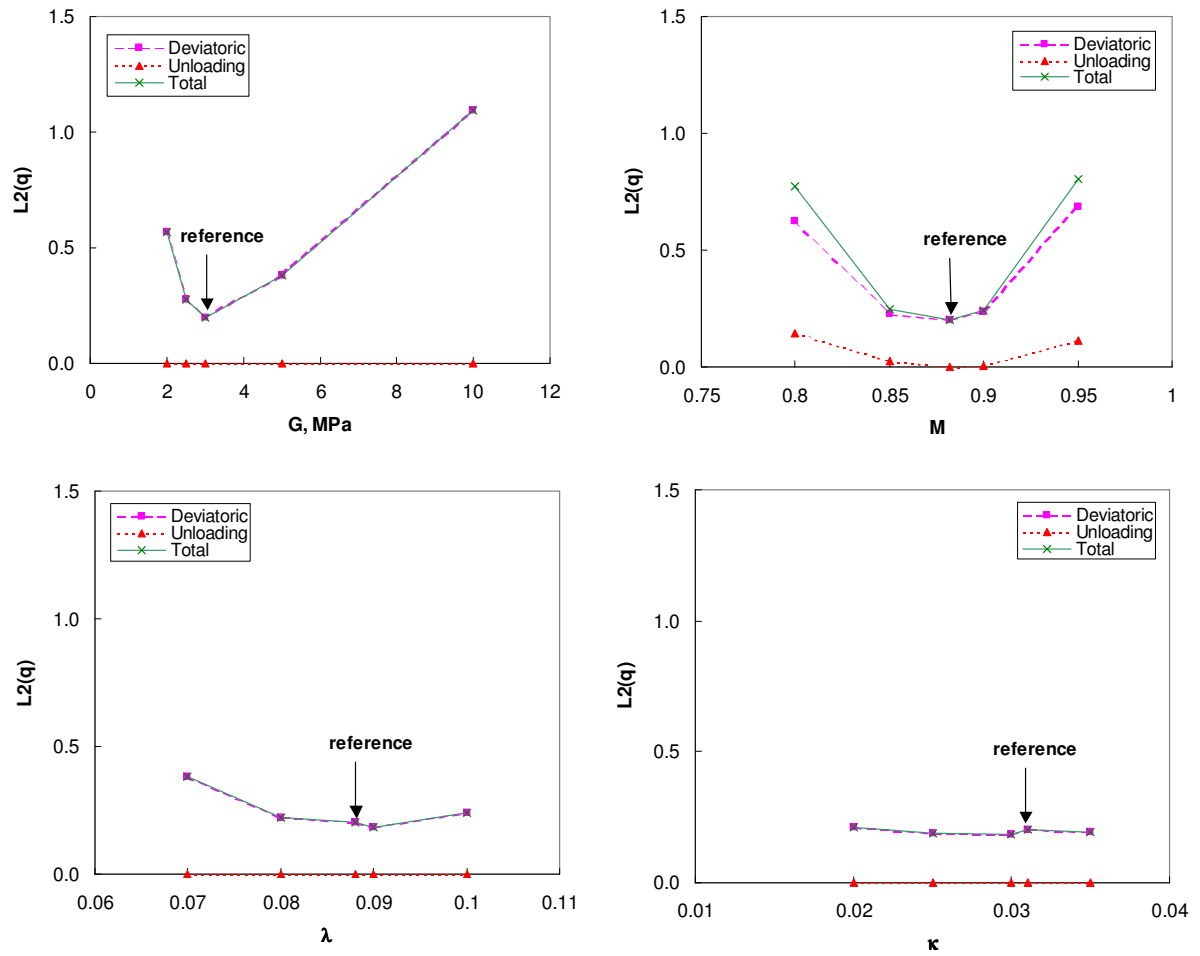 1.5
1.0
0.5
0.0
L2(q)
Deviatoric
Unloading
Total
reference
0 2 4 6 8 10 12
G, MPa
1.5
1.0
0.5
0.0
L2(q)
Deviatoric
Unloading
Total
reference
0.75 0.8 0.85 0.9 0.95 1
M
1.5
1.0
0.5
0.0
L2(q)
Deviatoric
Unloading
Total
reference
0.06 0.07 0.08 0.09 0.1 0.11
λ
1.5
1.0
0.5
0.0
L2(q)
Deviatoric
Unloading
Total
reference
0.01 0.02 0.03 0.04
κ